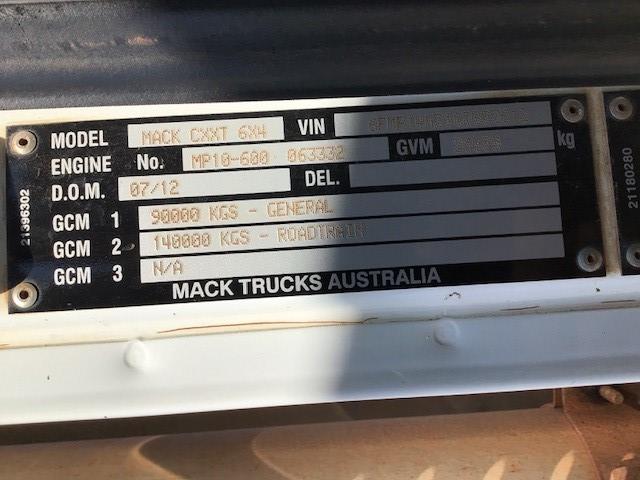 MODEL MACK CXXT 6X4 VIN
ENGINE No. MP10-600 063332 GVM kg
D.O.M. 07/12 DEL.
GCM 1 90000 KGS - GENERAL
GCM 2 140000 KGS - ROADTRAIN
GCM 3 N/A
MACK TRUCKS AUSTRALIA
21396302
21180280